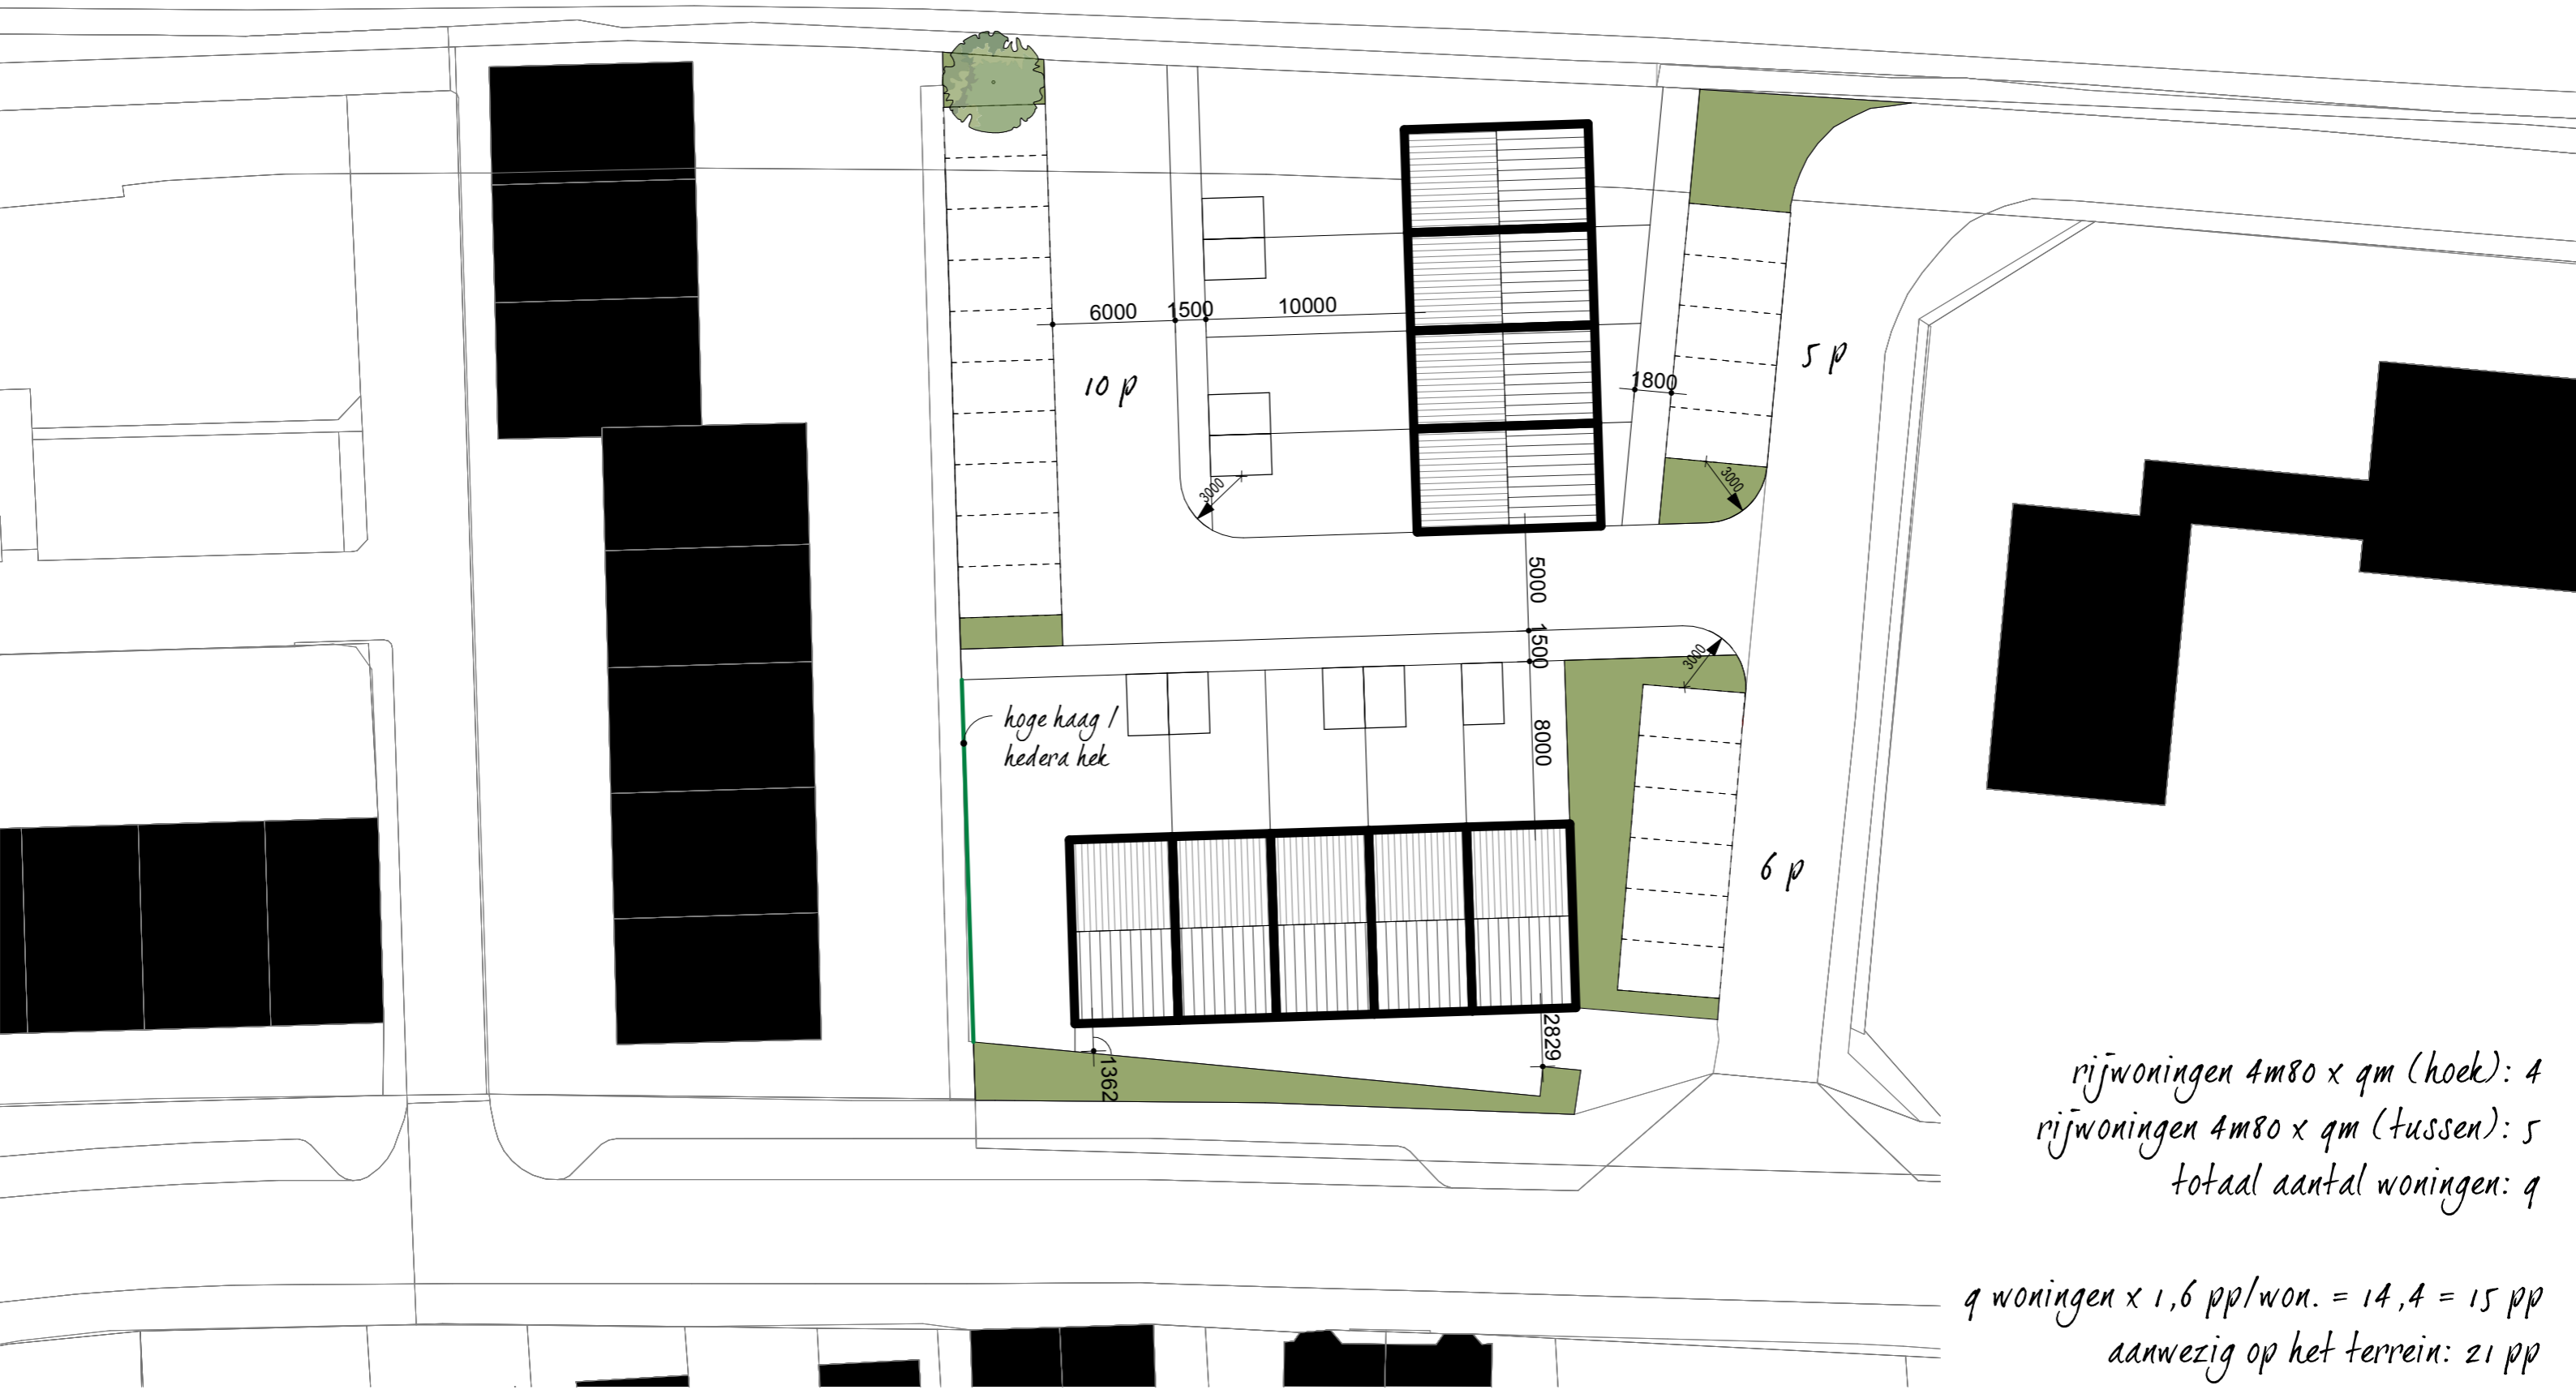 6000
1500
10000
10 p
5 p
1800
3000
3000
5000
1500
3000
8000
hoge haag /
hedera hek
6 p
2829
1362
rijwoningen 4m80 x 9m (hoek): 4
rijwoningen 4m80 x 9m (tussen): 5
totaal aantal woningen: 9
9 woningen x 1,6 pp/won. = 14,4 = 15 pp
aanwezig op het terrein: 21 pp